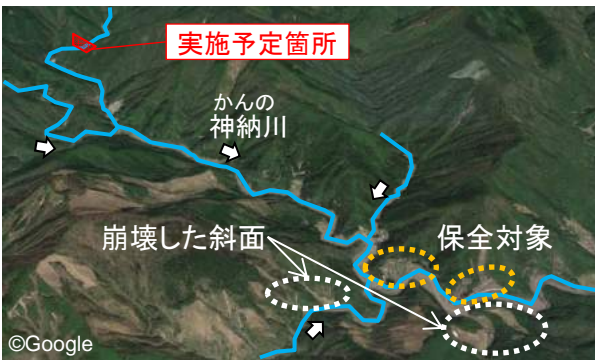 実施予定箇所
かんの
神納川
崩壊した斜面
保全対象
©Google